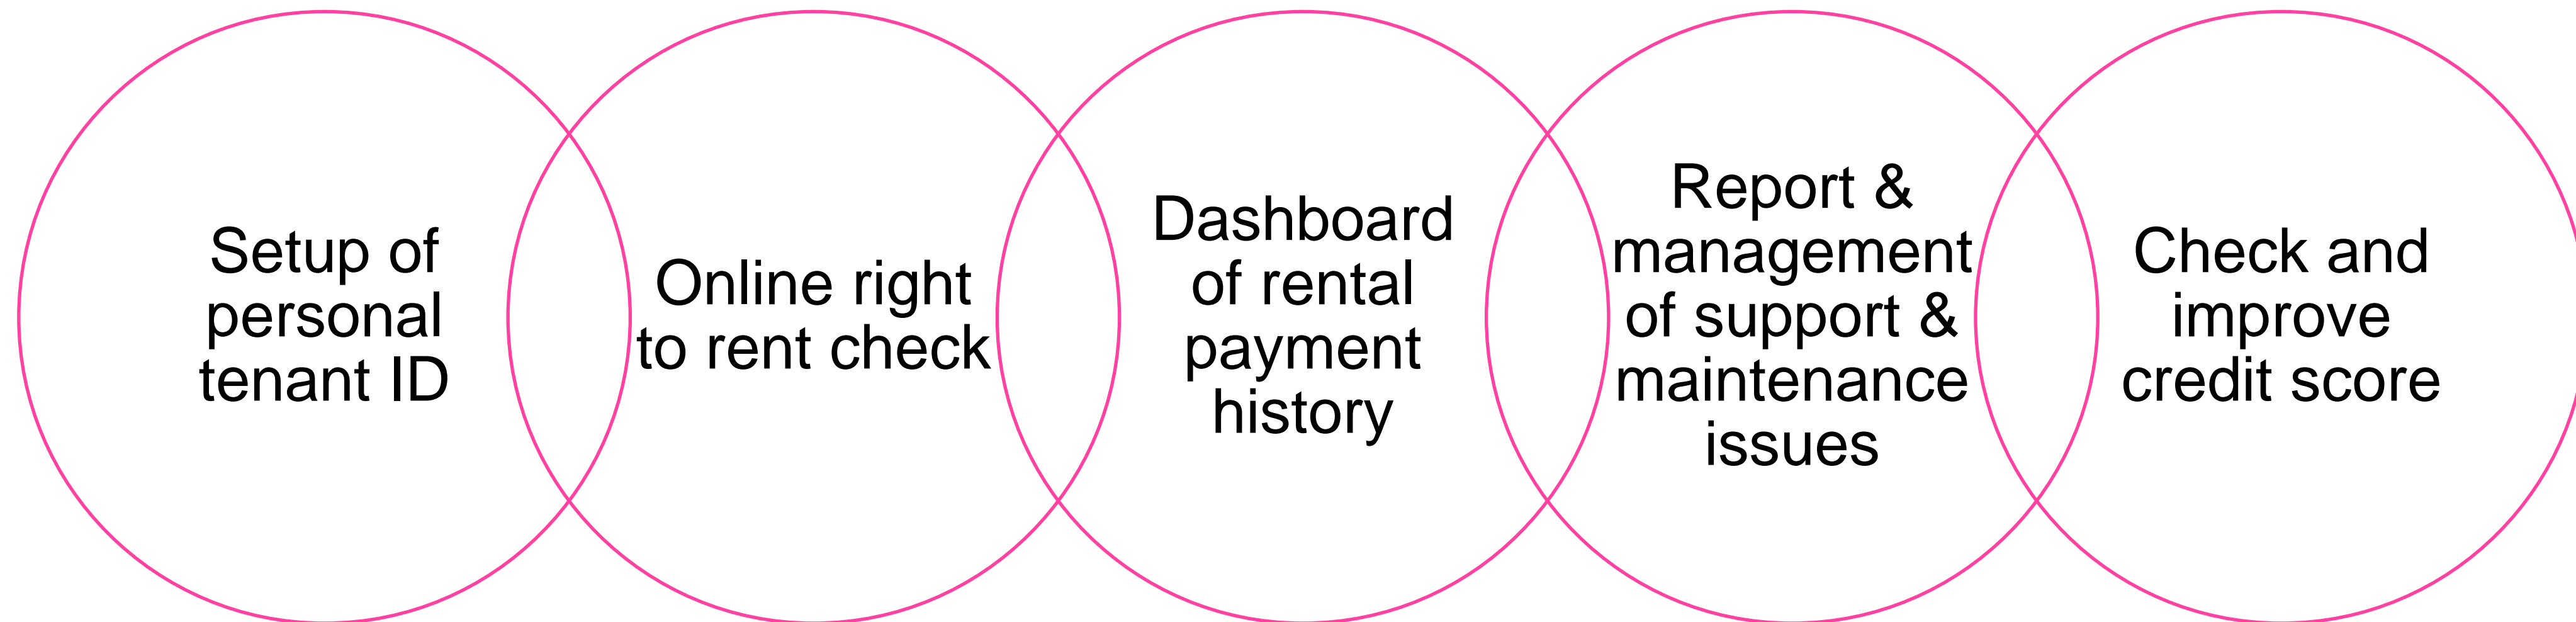 Setup of
personal
tenant ID
Online right
to rent check
Dashboard
of rental
payment
history
Report &
management
of support &
maintenance
issues
Check and
improve
credit score